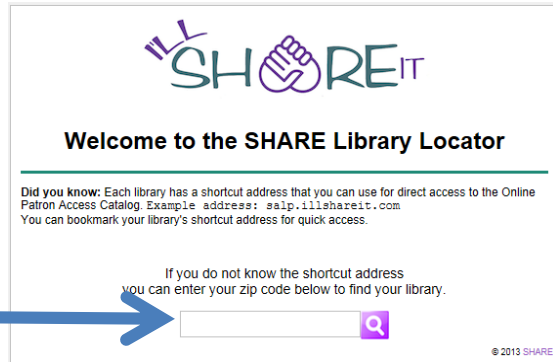 ILL
SHAREIT
Welcome to the SHARE Library Locator
Did you know: Each library has a shortcut address that you can use for direct access to the Online
Patron Access Catalog. Example address: salp.illshareit.com
You can bookmark your library's shortcut address for quick access.
If you do not know the shortcut address
you can enter your zip code below to find your library.
© 2013 SHARE